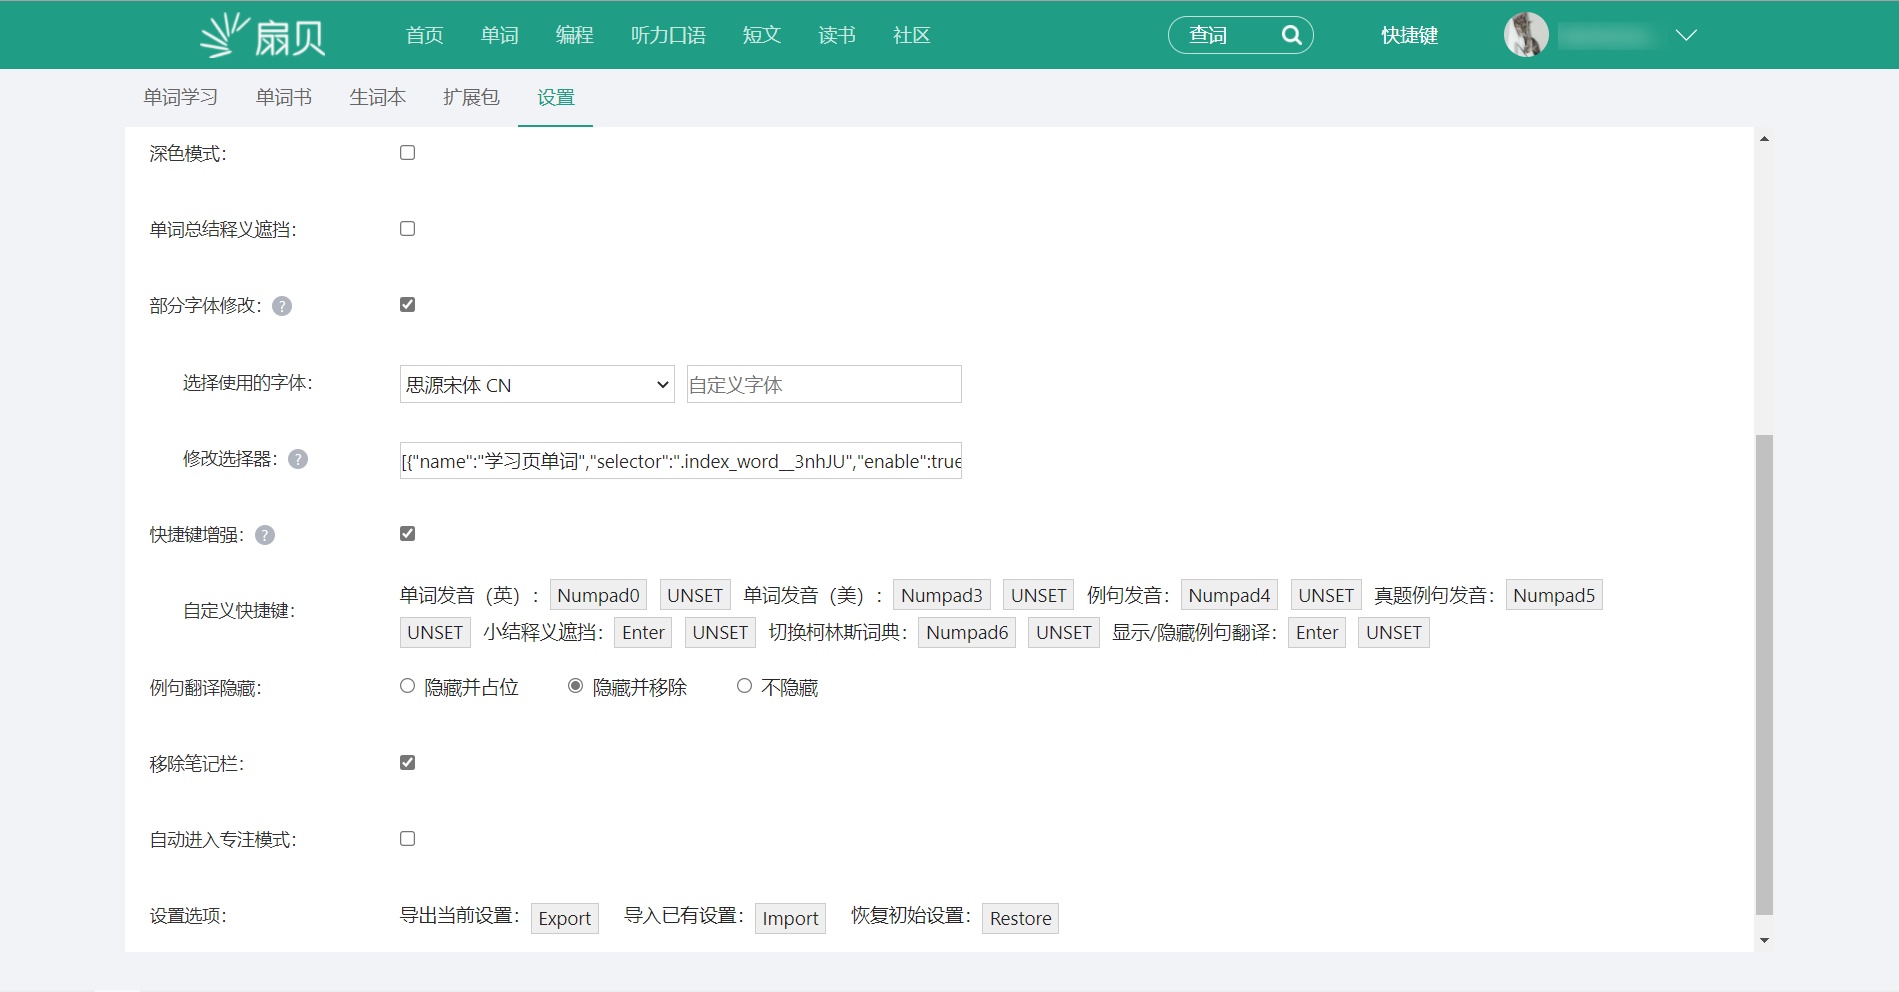 扇贝 首页 单词 编程 听力口语 短文 读书 社区 查词 快捷键
单词学习 单词书 生词本 扩展包 设置
深色模式：
单词总结释义遮挡：
部分字体修改： ?
选择使用的字体： 思源宋体 CN 自定义字体
修改选择器： ? [{"name":"学习页单词","selector":".index_word__3nhJU","enable":true
快捷键增强： ?
自定义快捷键： 单词发音（英）： Numpad0 UNSET 单词发音（美）： Numpad3 UNSET 例句发音： Numpad4 UNSET 真题例句发音： Numpad5
UNSET 小结释义遮挡： Enter UNSET 切换柯林斯词典： Numpad6 UNSET 显示/隐藏例句翻译： Enter UNSET
例句翻译隐藏： 隐藏并占位 隐藏并移除 不隐藏
移除笔记栏：
自动进入专注模式：
设置选项： 导出当前设置： Export 导入已有设置： Import 恢复初始设置： Restore